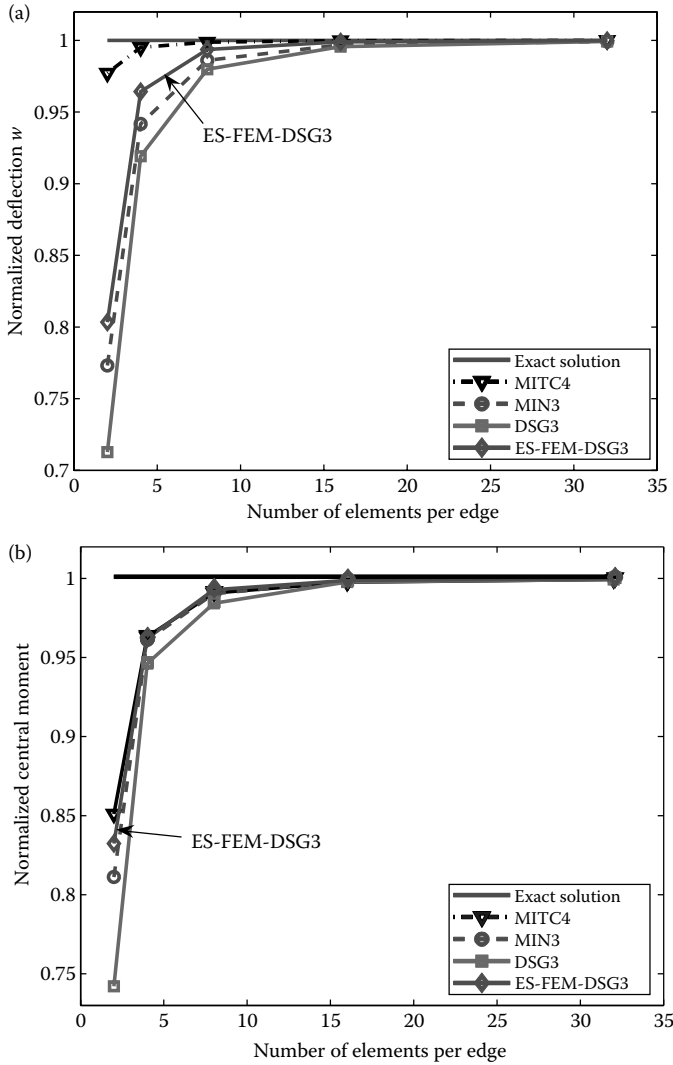 (a)
1
0.95
0.9
0.85
0.8
0.75
0.7
Normalized deflection w
ES-FEM-DSG3
Exact solution
MITC4
MIN3
DSG3
ES-FEM-DSG3
0 5 10 15 20 25 30 35
Number of elements per edge
(b)
1
0.95
0.9
0.85
0.8
0.75
Normalized central moment
ES-FEM-DSG3
Exact solution
MITC4
MIN3
DSG3
ES-FEM-DSG3
0 5 10 15 20 25 30 35
Number of elements per edge